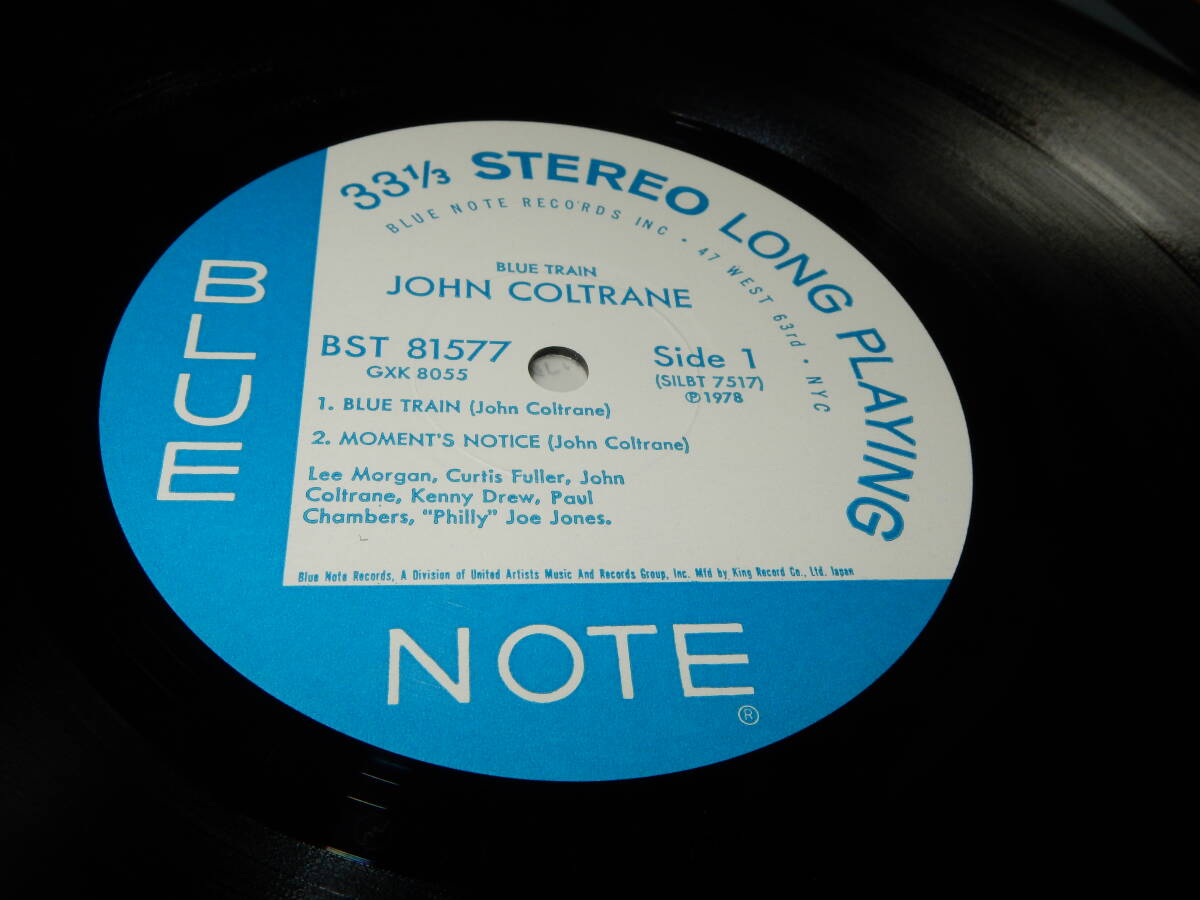 33⅓ STEREO LONG PLAYING
BLUE NOTE RECORDS INC • 47 WEST 63rd • NYC
BLUE TRAIN
JOHN COLTRANE
BST 81577
GXK 8055
Side 1
(SILBT 7517)
℗1978
1. BLUE TRAIN (John Coltrane)
2. MOMENT'S NOTICE (John Coltrane)
Lee Morgan, Curtis Fuller, John
Coltrane, Kenny Drew, Paul
Chambers, "Philly" Joe Jones.
Blue Note Records, A Division of United Artists Music And Records Group, Inc. Mfd by King Record Co., Ltd. Japan
BLUE
NOTE
®